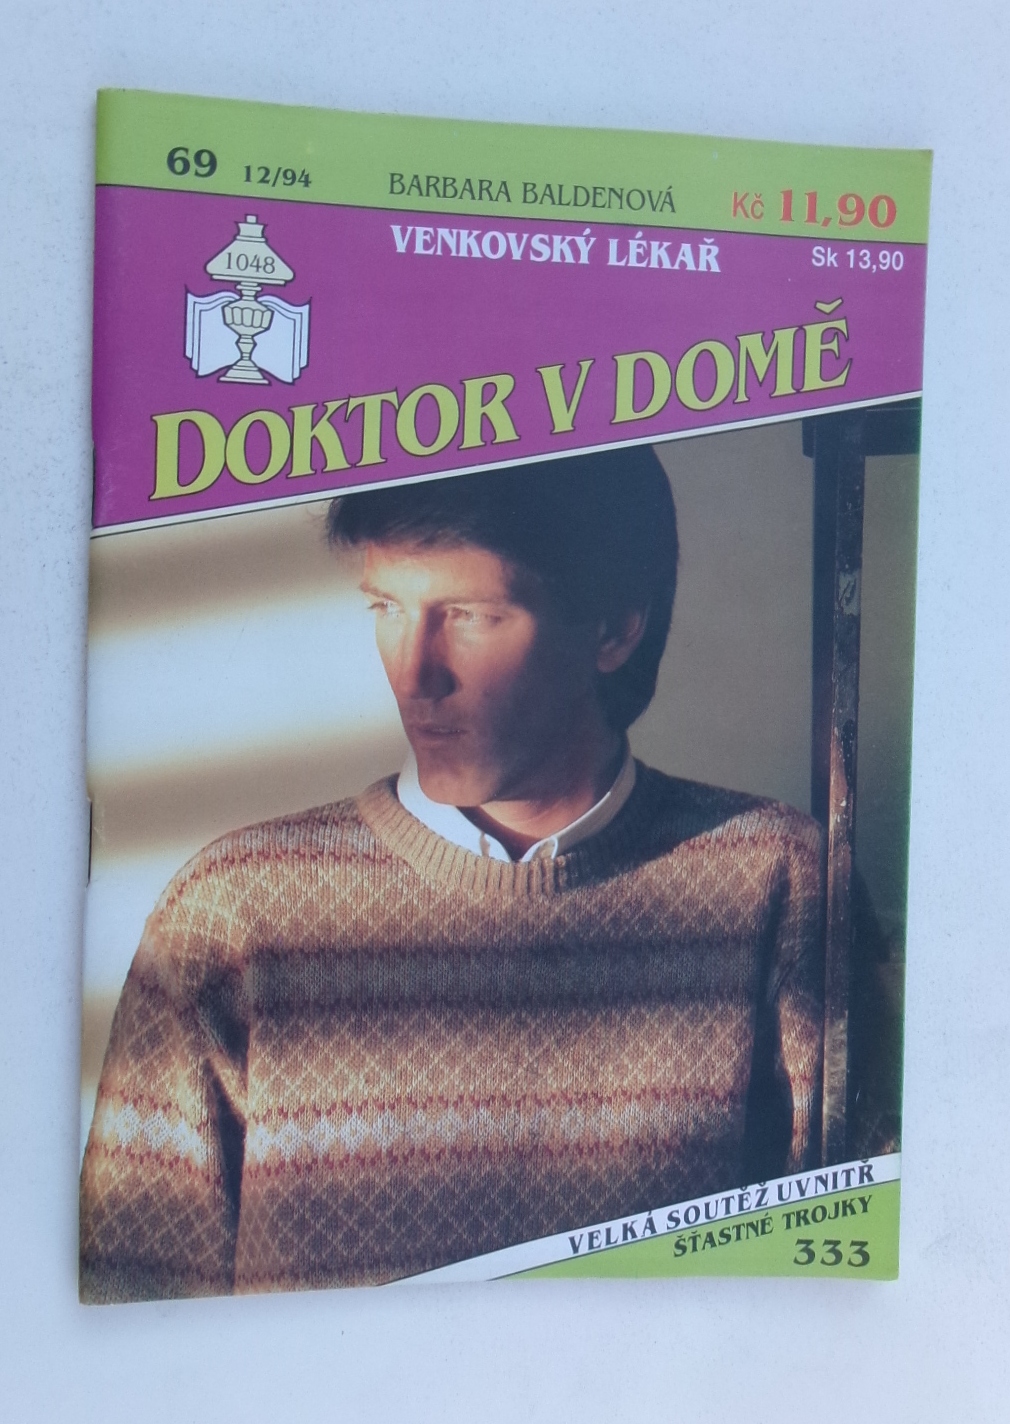 69 12/94
BARBARA BALDENOVÁ
Kč 11,90
VENKOVSKÝ LÉKAŘ
Sk 13,90
1048
DOKTOR V DOMĚ
VELKÁ SOUTĚŽ UVNITŘ
ŠŤASTNÉ TROJKY
333